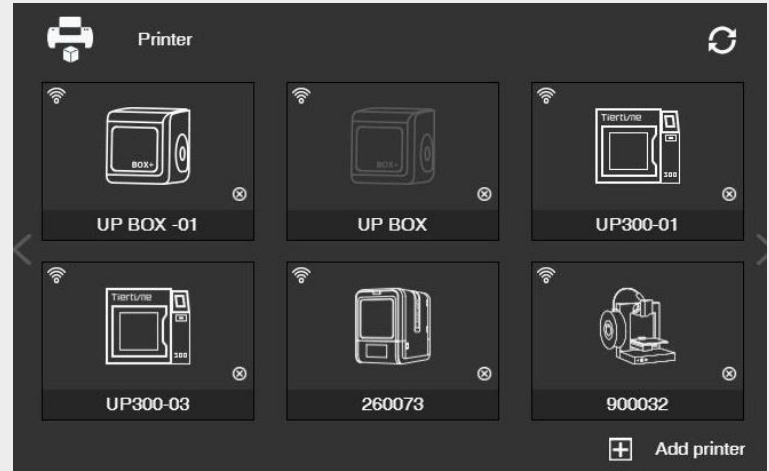 Printer
BOX+
BOX+
Tiertime
300
UP BOX -01
UP BOX
UP300-01
Tiertime
300
UP300-03
260073
900032
Add printer